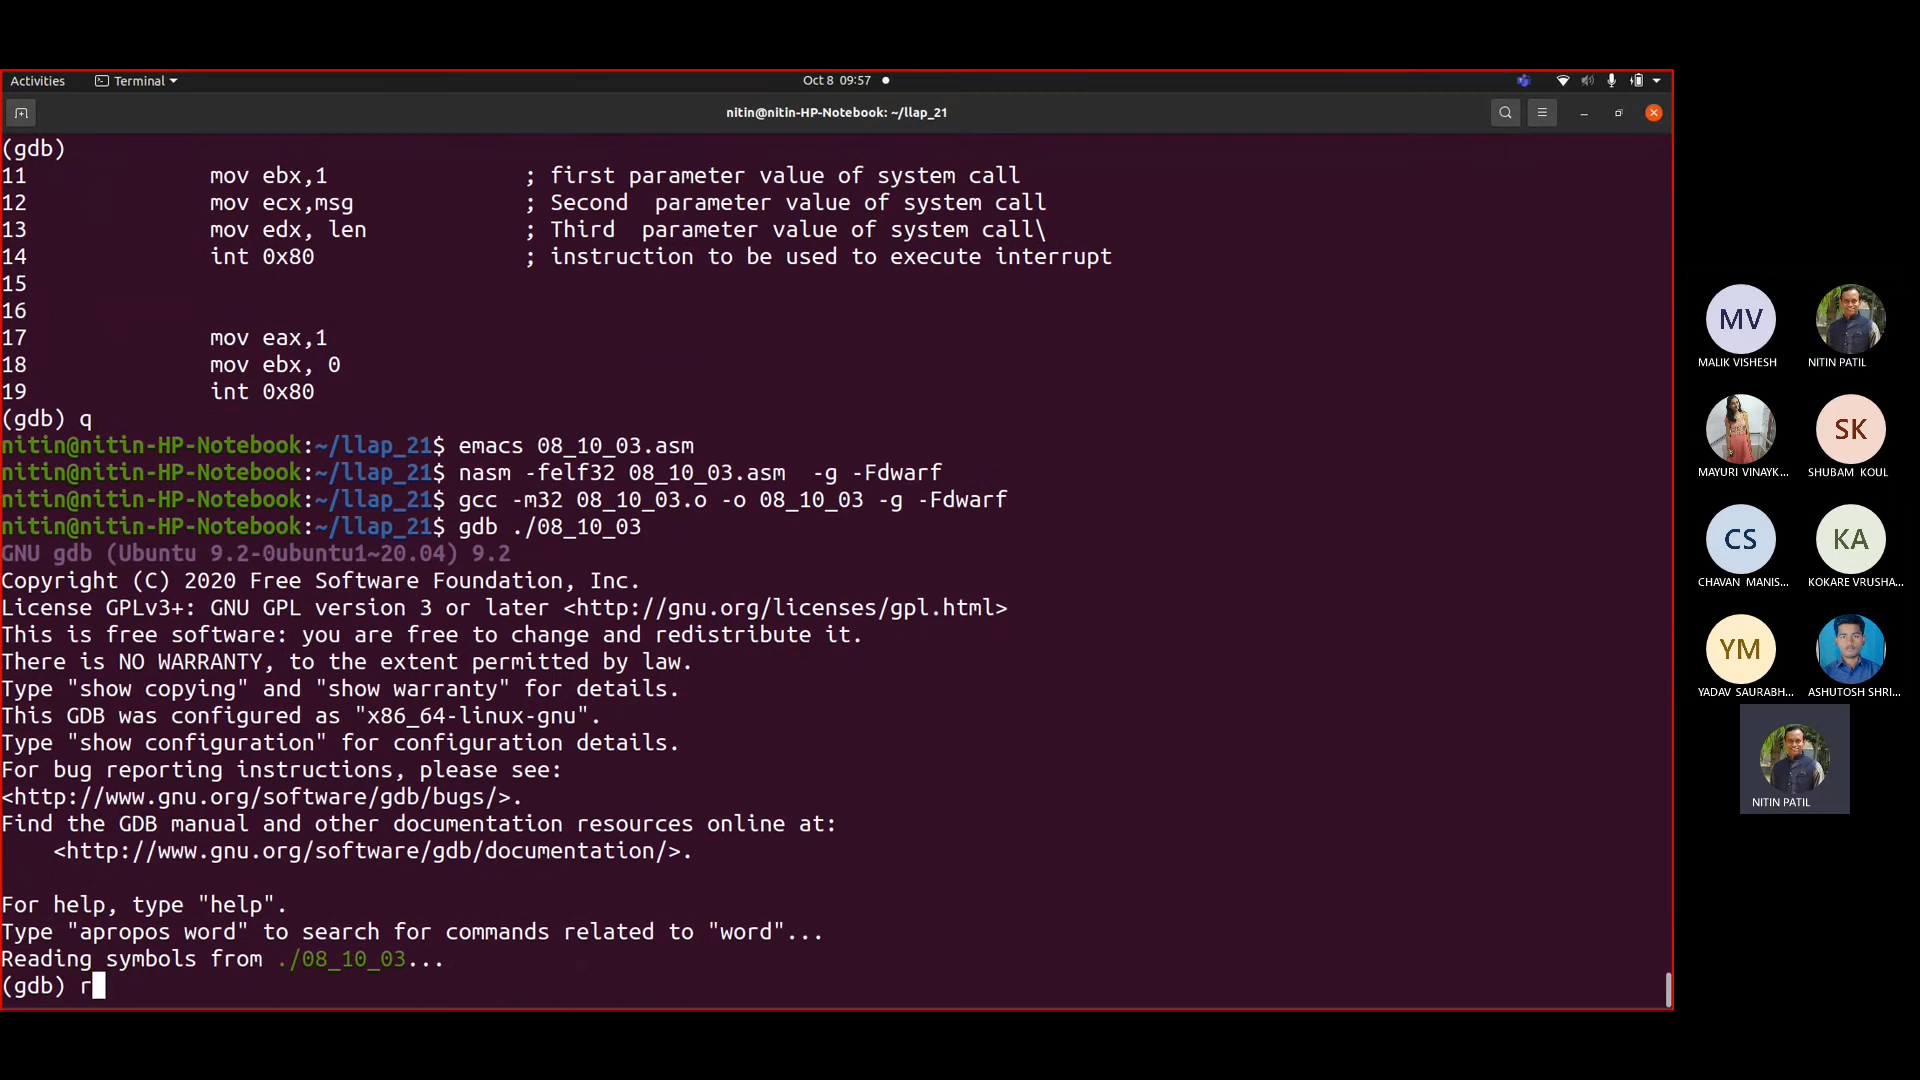 Activities Terminal Oct 8 09:57
nitin@nitin-HP-Notebook: ~/llap_21
(gdb)
11 mov ebx,1 ; first parameter value of system call
12 mov ecx,msg ; Second  parameter value of system call
13 mov edx, len ; Third  parameter value of system call\
14 int 0x80 ; instruction to be used to execute interrupt
15
16
17 mov eax,1
18 mov ebx, 0
19 int 0x80
(gdb) q
nitin@nitin-HP-Notebook:~/llap_21$ emacs 08_10_03.asm
nitin@nitin-HP-Notebook:~/llap_21$ nasm -felf32 08_10_03.asm  -g -Fdwarf
nitin@nitin-HP-Notebook:~/llap_21$ gcc -m32 08_10_03.o -o 08_10_03 -g -Fdwarf
nitin@nitin-HP-Notebook:~/llap_21$ gdb ./08_10_03
GNU gdb (Ubuntu 9.2-0ubuntu1~20.04) 9.2
Copyright (C) 2020 Free Software Foundation, Inc.
License GPLv3+: GNU GPL version 3 or later <http://gnu.org/licenses/gpl.html>
This is free software: you are free to change and redistribute it.
There is NO WARRANTY, to the extent permitted by law.
Type "show copying" and "show warranty" for details.
This GDB was configured as "x86_64-linux-gnu".
Type "show configuration" for configuration details.
For bug reporting instructions, please see:
<http://www.gnu.org/software/gdb/bugs/>.
Find the GDB manual and other documentation resources online at:
    <http://www.gnu.org/software/gdb/documentation/>.
For help, type "help".
Type "apropos word" to search for commands related to "word"...
Reading symbols from ./08_10_03...
(gdb) r
MV
MALIK VISHESH NITIN PATIL
SK
MAYURI VINAYK... SHUBAM KOUL
CS KA
CHAVAN MANIS... KOKARE VRUSHA...
YM
YADAV SAURABH... ASHUTOSH SHRI...
NITIN PATIL